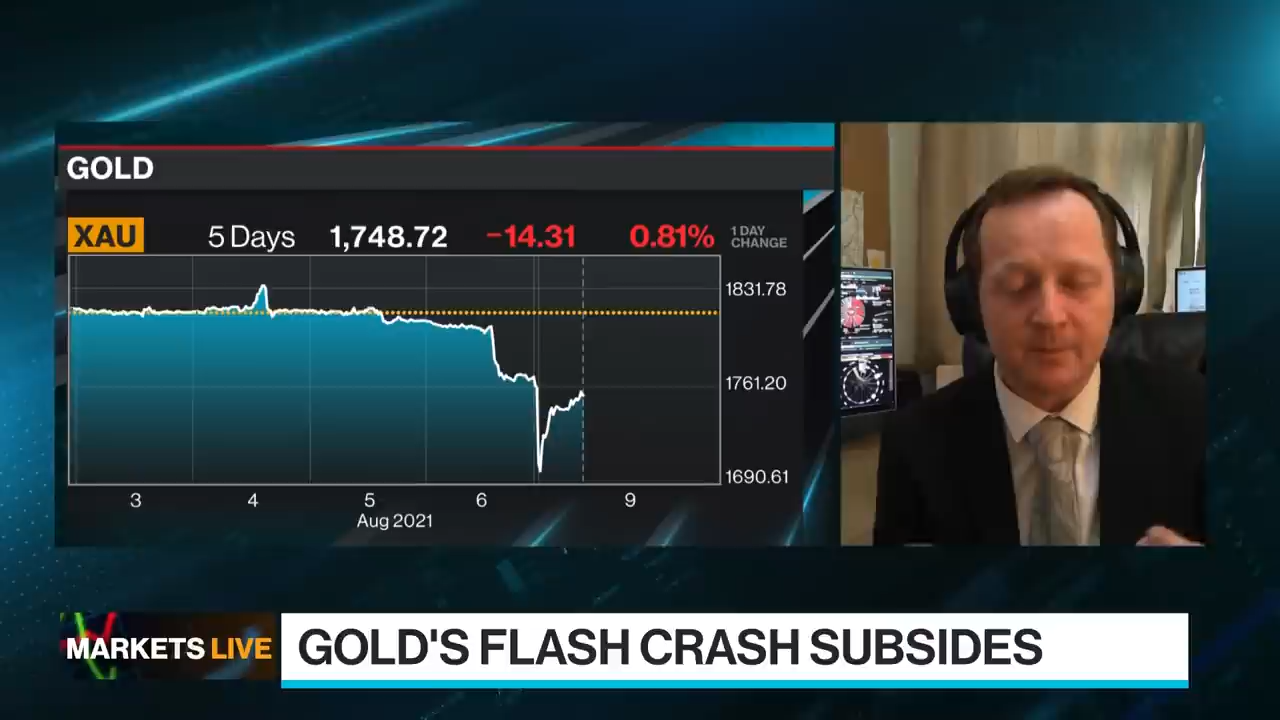 GOLD
XAU 5 Days 1,748.72 −14.31 0.81% 1 DAY CHANGE
1831.78
1761.20
1690.61
3 4 5 6 9
Aug 2021
MARKETS LIVE
GOLD'S FLASH CRASH SUBSIDES